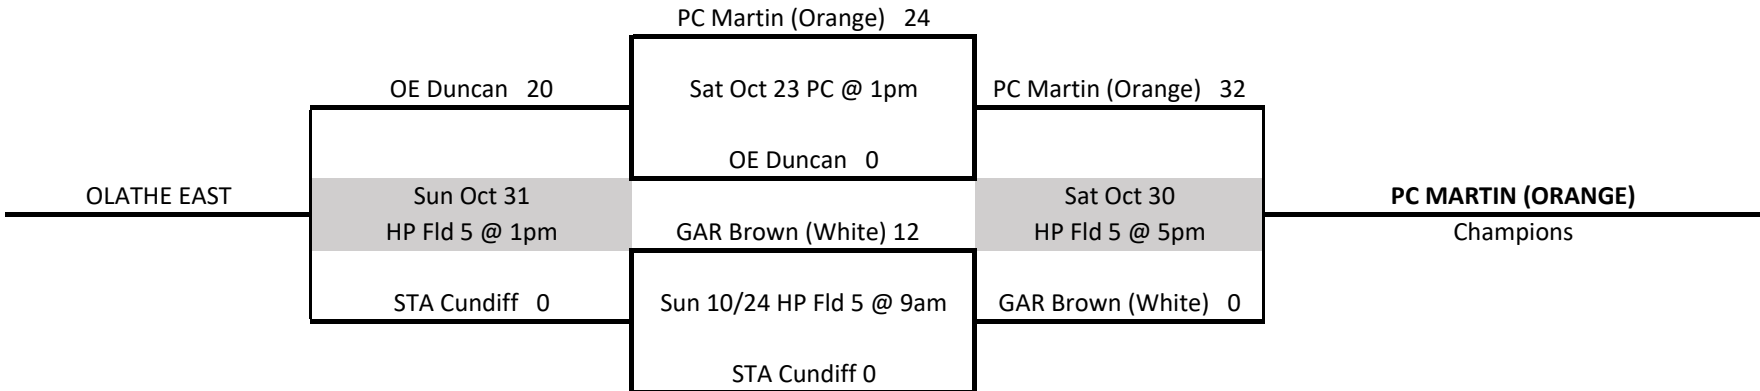 PC Martin (Orange) 24
OE Duncan 20
Sat Oct 23 PC @ 1pm
PC Martin (Orange) 32
OE Duncan 0
OLATHE EAST
Sun Oct 31
HP Fld 5 @ 1pm
Sat Oct 30
HP Fld 5 @ 5pm
PC MARTIN (ORANGE)
Champions
GAR Brown (White) 12
STA Cundiff 0
Sun 10/24 HP Fld 5 @ 9am
GAR Brown (White) 0
STA Cundiff 0